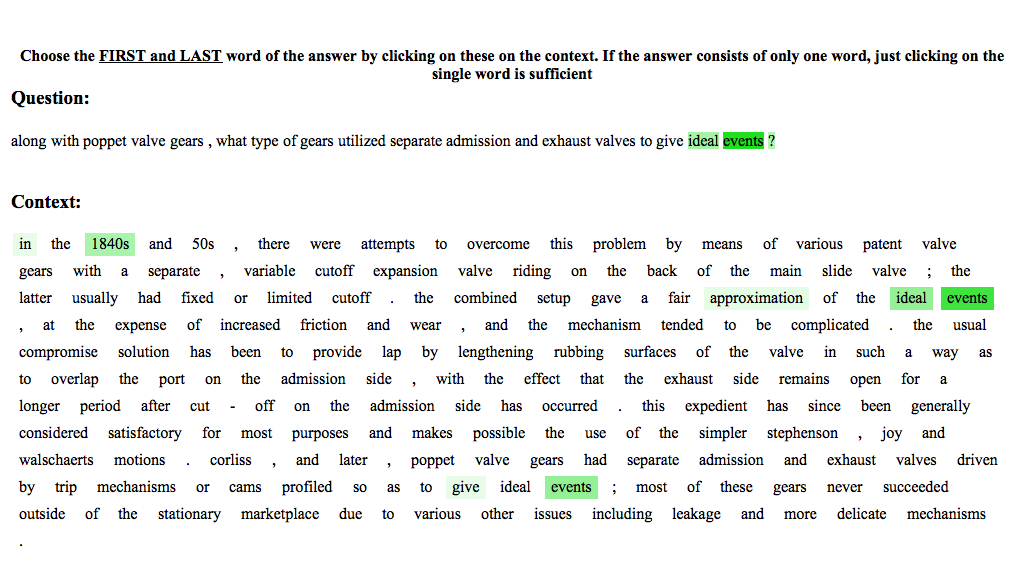 Choose the FIRST and LAST word of the answer by clicking on these on the context. If the answer consists of only one word, just clicking on the
single word is sufficient
Question:
along with poppet valve gears , what type of gears utilized separate admission and exhaust valves to give ideal events ?
Context:
in the 1840s and 50s , there were attempts to overcome this problem by means of various patent valve
gears with a separate , variable cutoff expansion valve riding on the back of the main slide valve ; the
latter usually had fixed or limited cutoff . the combined setup gave a fair approximation of the ideal events
, at the expense of increased friction and wear , and the mechanism tended to be complicated . the usual
compromise solution has been to provide lap by lengthening rubbing surfaces of the valve in such a way as
to overlap the port on the admission side , with the effect that the exhaust side remains open for a
longer period after cut - off on the admission side has occurred . this expedient has since been generally
considered satisfactory for most purposes and makes possible the use of the simpler stephenson , joy and
walschaerts motions . corliss , and later , poppet valve gears had separate admission and exhaust valves driven
by trip mechanisms or cams profiled so as to give ideal events ; most of these gears never succeeded
outside of the stationary marketplace due to various other issues including leakage and more delicate mechanisms
.